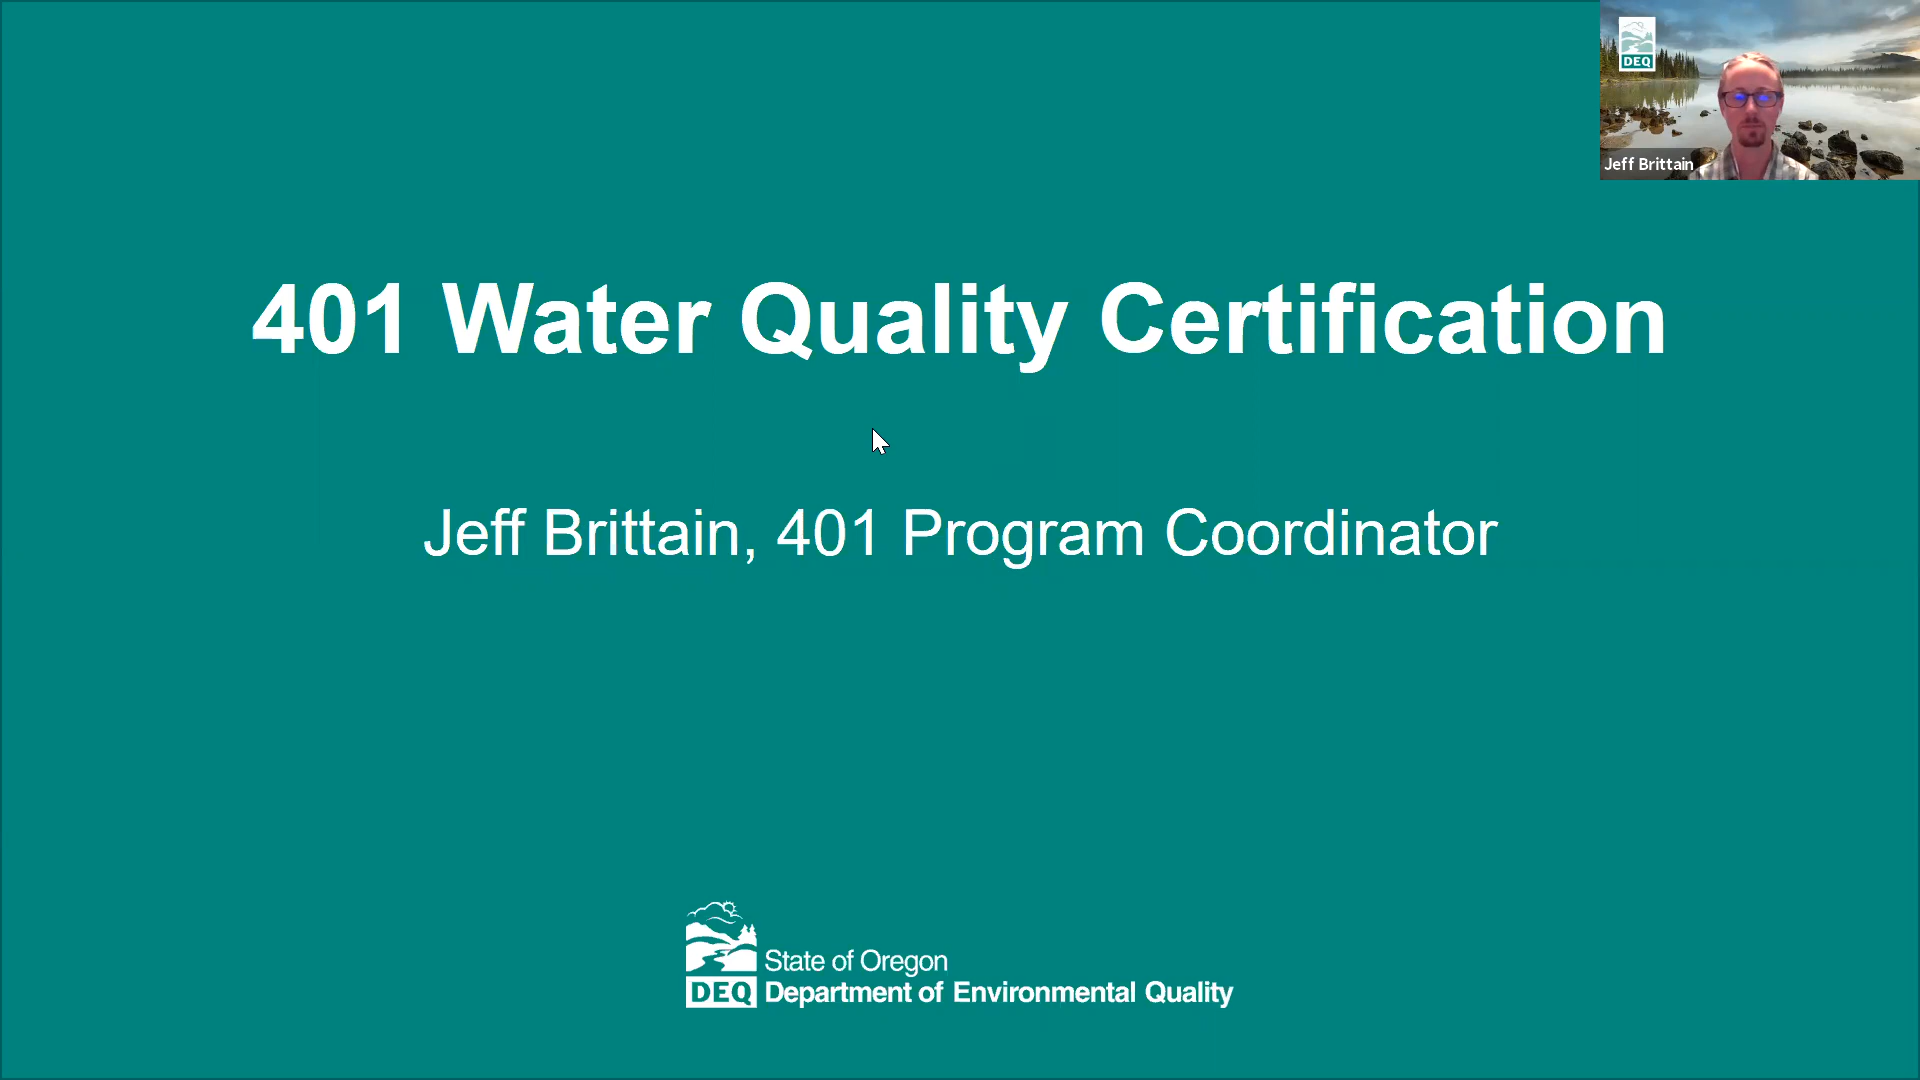 DEQ
Jeff Brittain
401 Water Quality Certification
Jeff Brittain, 401 Program Coordinator
State of Oregon
DEQ Department of Environmental Quality